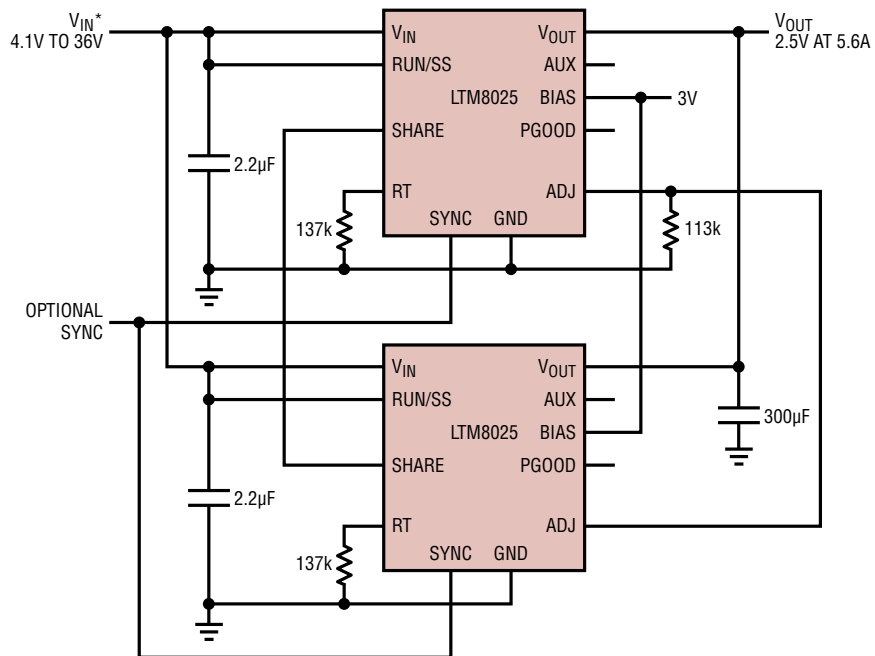 VIN*
4.1V TO 36V
VIN
VOUT
VOUT
2.5V AT 5.6A
RUN/SS
AUX
LTM8025
BIAS
3V
SHARE
PGOOD
2.2µF
RT
ADJ
137k
SYNC
GND
113k
OPTIONAL
SYNC
VIN
VOUT
RUN/SS
AUX
LTM8025
BIAS
300µF
SHARE
PGOOD
2.2µF
RT
ADJ
137k
SYNC
GND